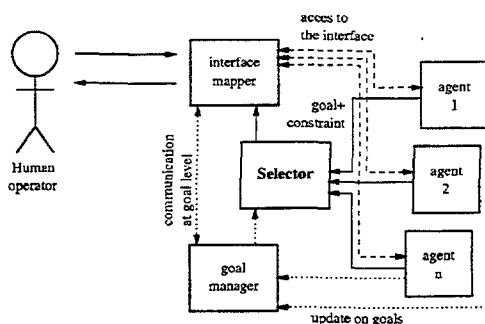 acces to
the interface
interface
mapper
agent
1
goal+
constraint
Human
operator
communication
at goal level
Selector
agent
2
goal
manager
agent
n
update on goals